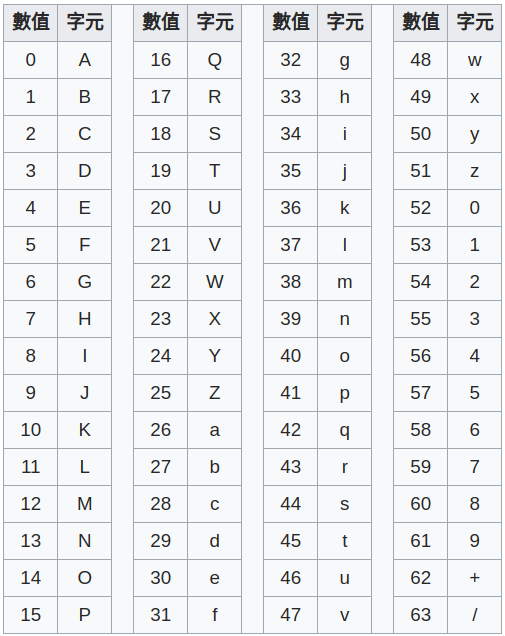 數值 字元 數值 字元 數值 字元 數值 字元
0 A 16 Q 32 g 48 w
1 B 17 R 33 h 49 x
2 C 18 S 34 i 50 y
3 D 19 T 35 j 51 z
4 E 20 U 36 k 52 0
5 F 21 V 37 l 53 1
6 G 22 W 38 m 54 2
7 H 23 X 39 n 55 3
8 I 24 Y 40 o 56 4
9 J 25 Z 41 p 57 5
10 K 26 a 42 q 58 6
11 L 27 b 43 r 59 7
12 M 28 c 44 s 60 8
13 N 29 d 45 t 61 9
14 O 30 e 46 u 62 +
15 P 31 f 47 v 63 /